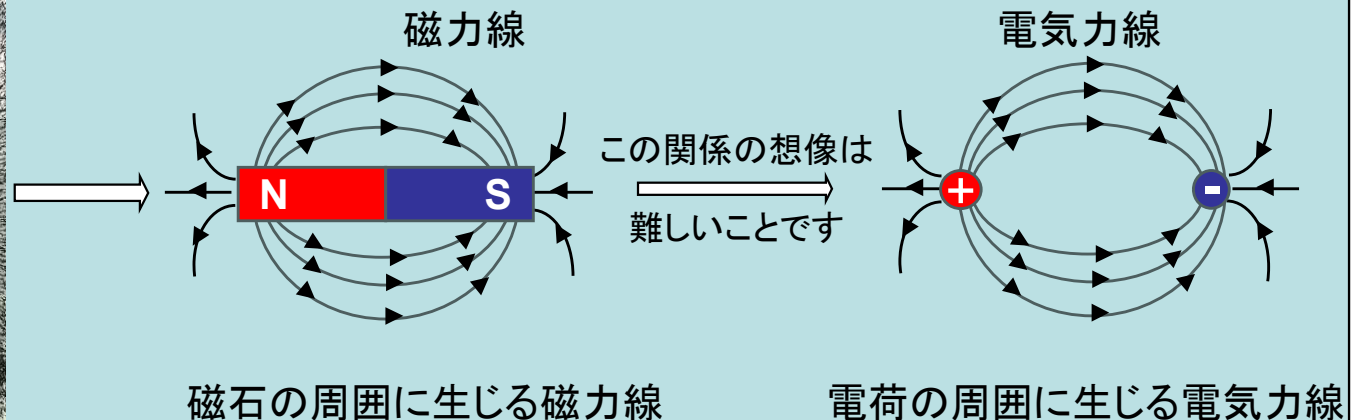 磁力線
電気力線
この関係の想像は
難しいことです
N
S
+
-
磁石の周囲に生じる磁力線
電荷の周囲に生じる電気力線